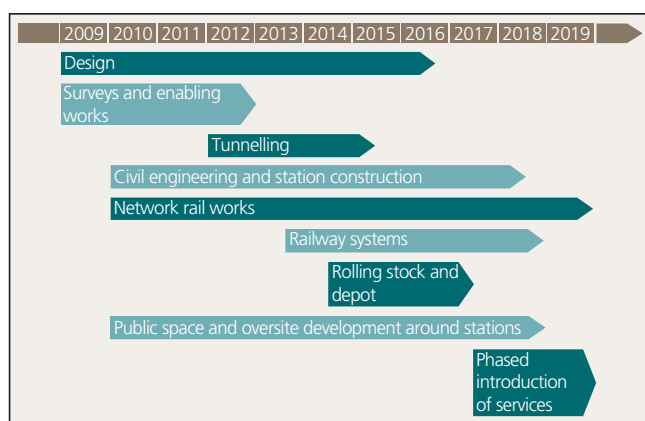 2009 2010 2011 2012 2013 2014 2015 2016 2017 2018 2019
Design
Surveys and enabling
works
Tunnelling
Civil engineering and station construction
Network rail works
Railway systems
Rolling stock and
depot
Public space and oversite development around stations
Phased
introduction
of services